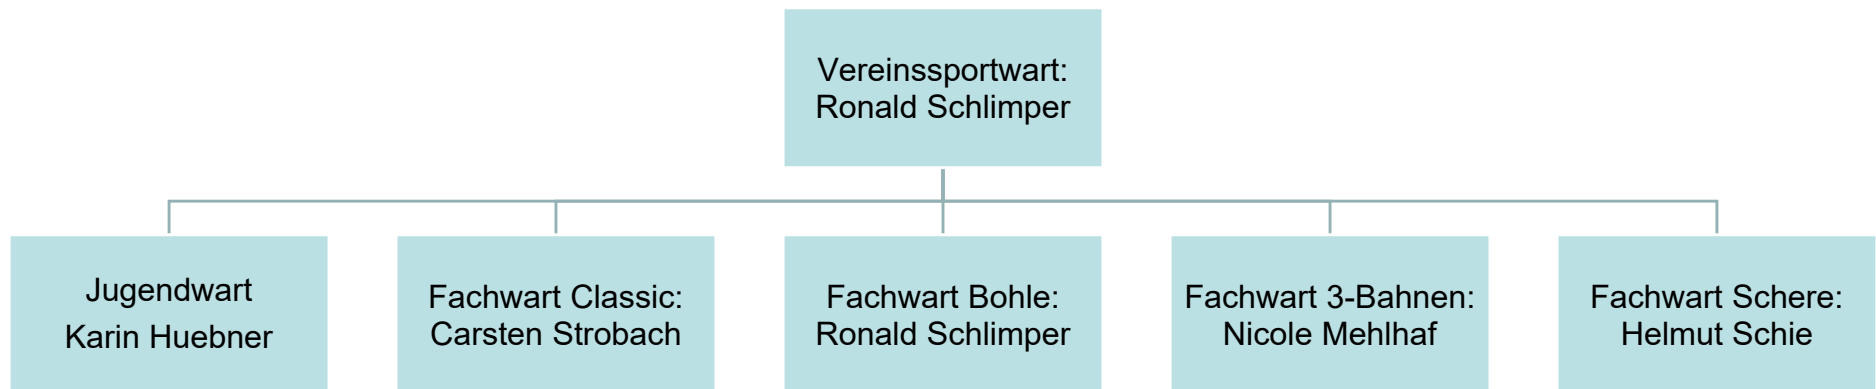 Vereinssportwart:
Ronald Schlimper
Jugendwart
Karin Huebner
Fachwart Classic:
Carsten Strobach
Fachwart Bohle:
Ronald Schlimper
Fachwart 3-Bahnen:
Nicole Mehlhaf
Fachwart Schere:
Helmut Schie